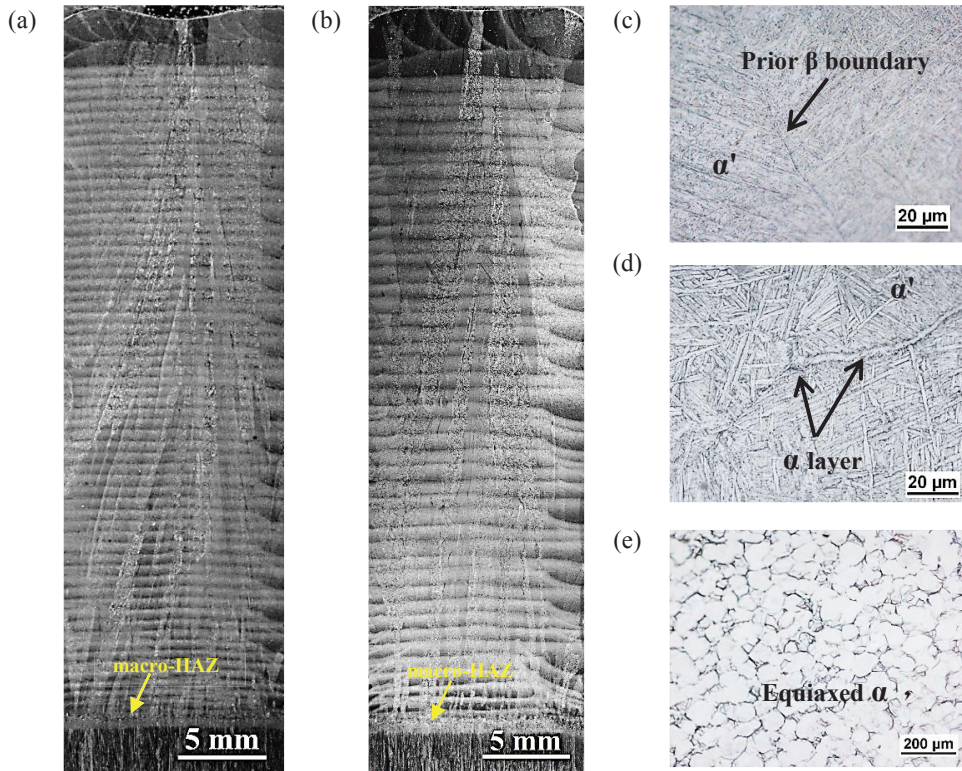 (a)
macro-HAZ
5 mm
(b)
macro-HAZ
5 mm
(c)
Prior β boundary
α'
20 μm
(d)
α'
α layer
20 μm
(e)
Equiaxed α
200 μm